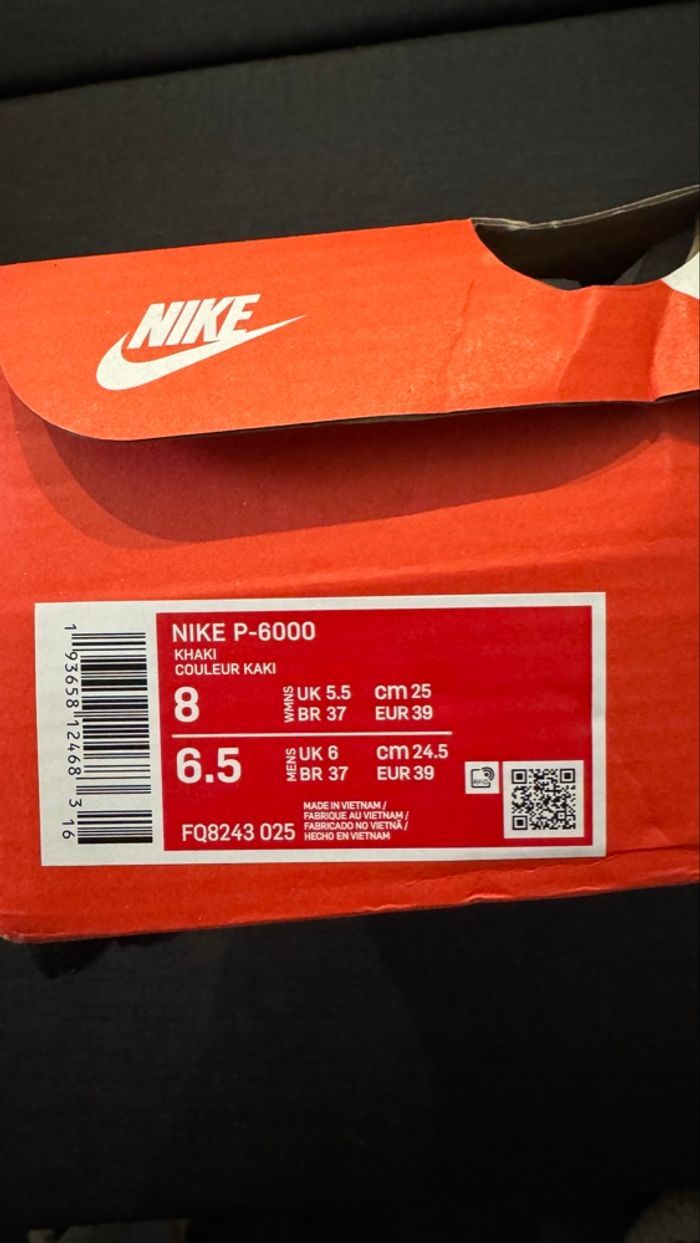 NIKE
NIKE P-6000
KHAKI
COULEUR KAKI
8 WMNS UK 5.5 cm 25
BR 37 EUR 39
6.5 MENS UK 6 cm 24.5
BR 37 EUR 39
RFID
FQ8243 025
MADE IN VIETNAM /
FABRIQUE AU VIETNAM /
FABRICADO NO VIETNÃ /
HECHO EN VIETNAM
1 93658 12468 3 16